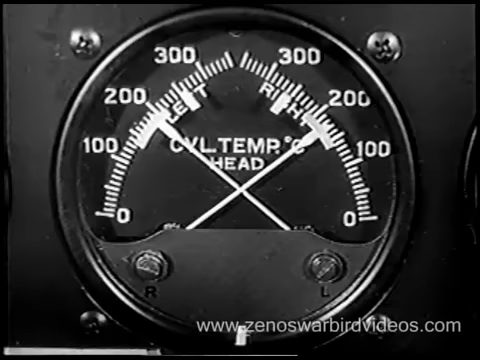 300 300
200 LEFT RIGHT 200
100 CYL.TEMP.°C 100
HEAD
0 0
R L
www.zenoswarbirdvideos.com